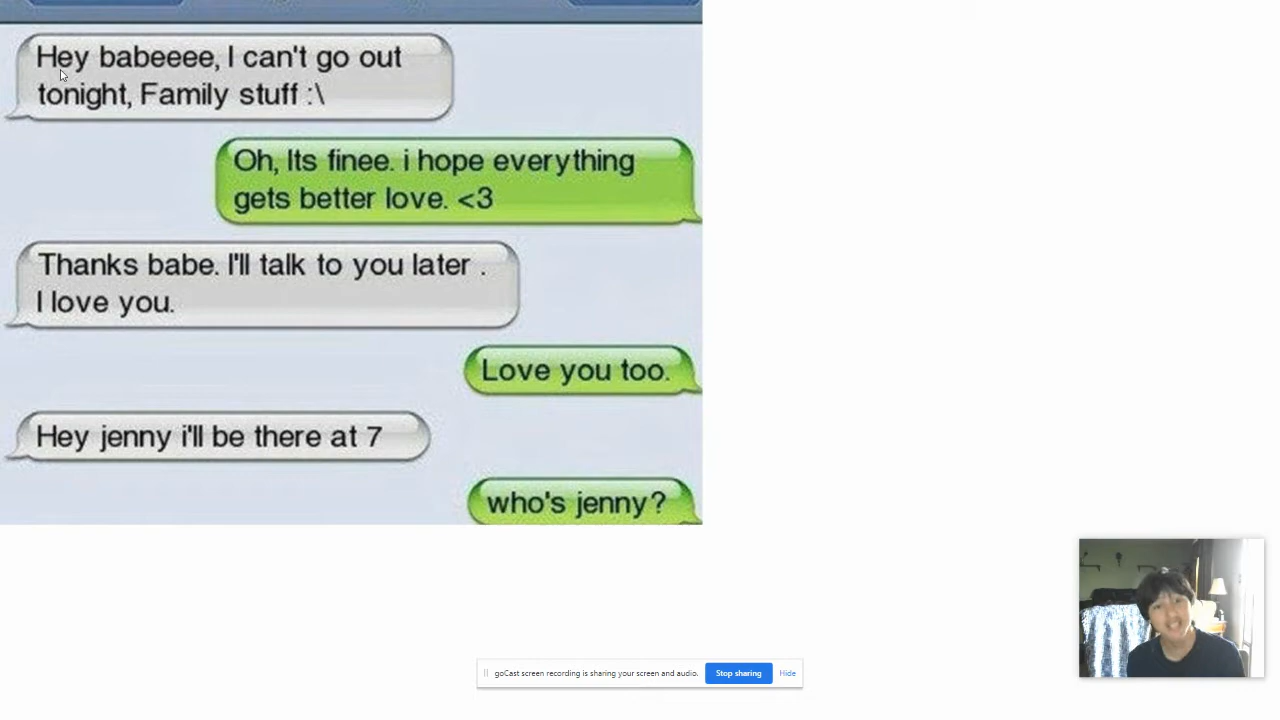 Hey babeeee, I can't go out
tonight, Family stuff :\
Oh, Its finee. i hope everything
gets better love. <3
Thanks babe. I'll talk to you later .
I love you.
Love you too.
Hey jenny i'll be there at 7
who's jenny?
goCast screen recording is sharing your screen and audio. Stop sharing Hide